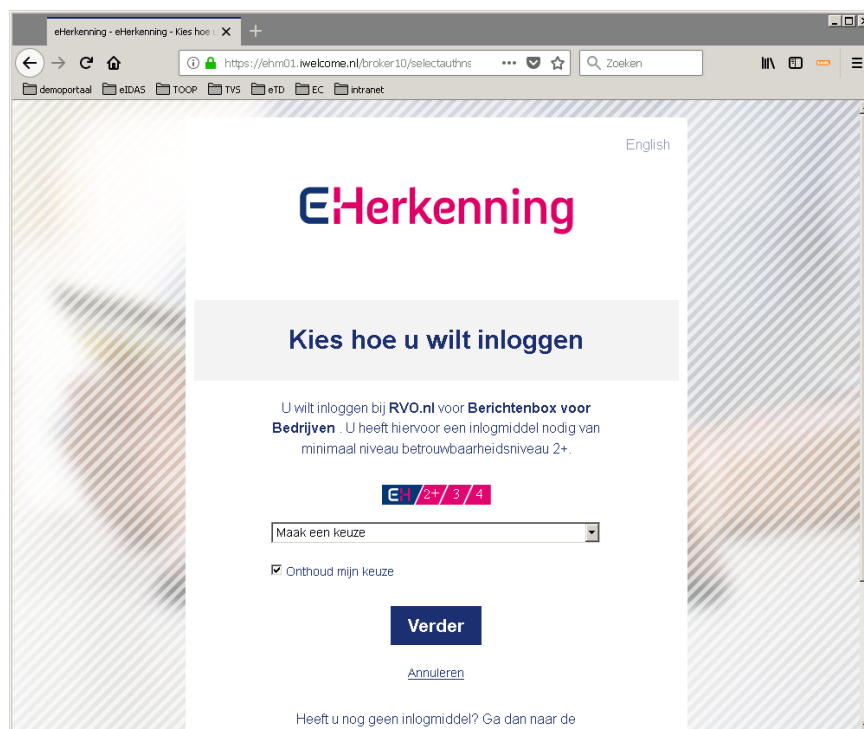 eHerkenning - eHerkenning - Kies hoe
https://ehm01.iwelcome.nl/broker10/selectauthns
Zoeken
demoportaal eIDAS TOOP TVS eTD EC intranet
English
EHerkenning
Kies hoe u wilt inloggen
U wilt inloggen bij RVO.nl voor Berichtenbox voor
Bedrijven . U heeft hiervoor een inlogmiddel nodig van
minimaal niveau betrouwbaarheidsniveau 2+.
EH 2+ 3 4
Maak een keuze
Onthoud mijn keuze
Verder
Annuleren
Heeft u nog geen inlogmiddel? Ga dan naar de